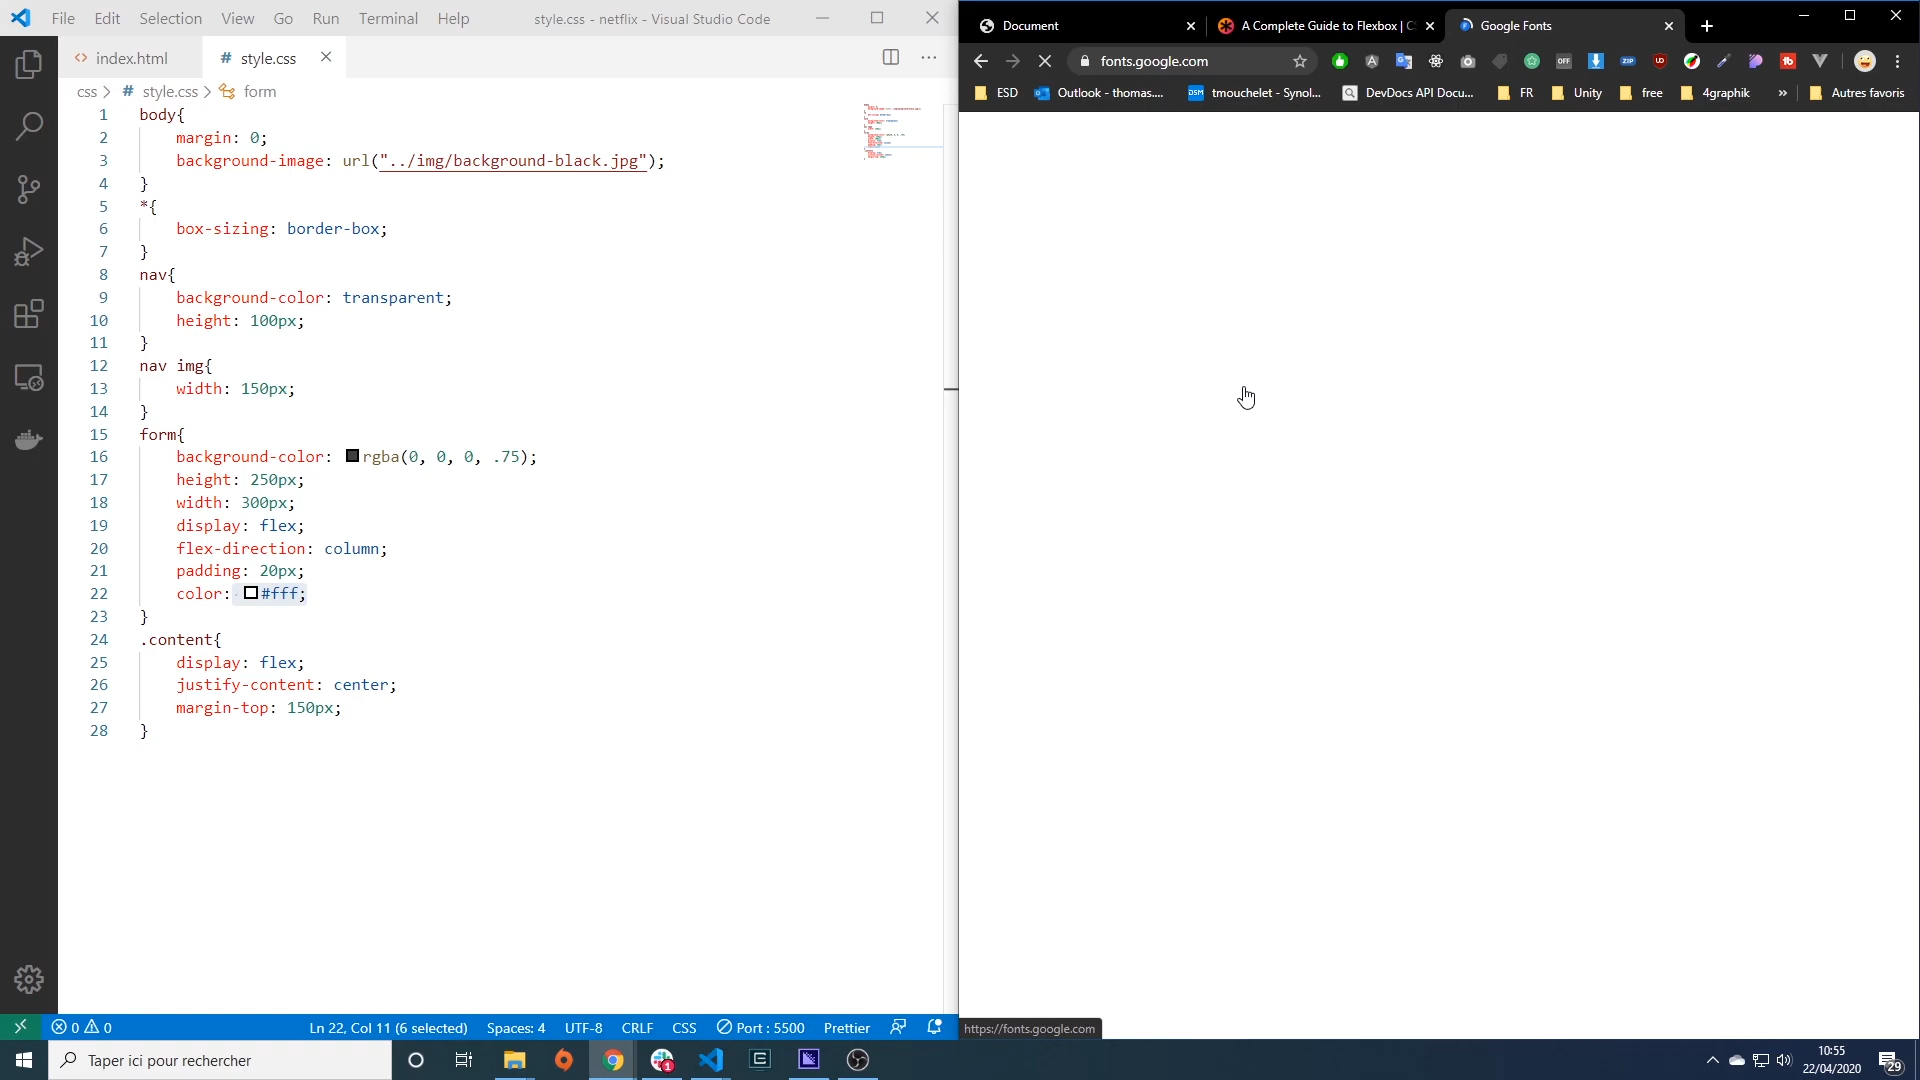 File Edit Selection View Go Run Terminal Help
style.css - netflix - Visual Studio Code
index.html
# style.css
css > # style.css > form
1 body{
2 margin: 0;
3 background-image: url("../img/background-black.jpg");
4 }
5 *{
6 box-sizing: border-box;
7 }
8 nav{
9 background-color: transparent;
10 height: 100px;
11 }
12 nav img{
13 width: 150px;
14 }
15 form{
16 background-color: rgba(0, 0, 0, .75);
17 height: 250px;
18 width: 300px;
19 display: flex;
20 flex-direction: column;
21 padding: 20px;
22 color: #fff;
23 }
24 .content{
25 display: flex;
26 justify-content: center;
27 margin-top: 150px;
28 }
0 0
Ln 22, Col 11 (6 selected) Spaces: 4 UTF-8 CRLF CSS Port : 5500 Prettier
Document
A Complete Guide to Flexbox | C
Google Fonts
fonts.google.com
OFF
ZIP
ESD
Outlook - thomas....
DSM
tmouchelet - Synol...
DevDocs API Docu...
FR
Unity
free
4graphik
»
Autres favoris
https://fonts.google.com
Taper ici pour rechercher
1
10:55
22/04/2020
29